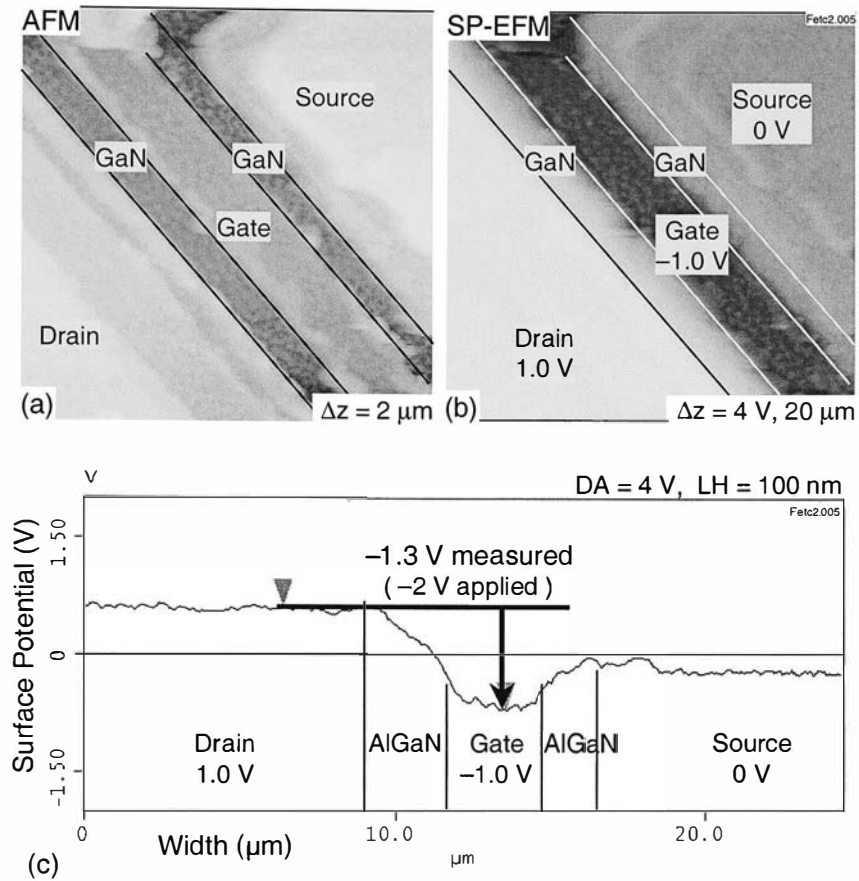 AFM
Source
GaN
GaN
Gate
Drain
(a)
Δz = 2 μm
SP-EFM
Fetc2.005
Source
0 V
GaN
GaN
Gate
–1.0 V
Drain
1.0 V
(b)
Δz = 4 V, 20 μm
V
DA = 4 V, LH = 100 nm
Fetc2.005
Surface Potential (V)
1.50
0
-1.50
–1.3 V measured
( –2 V applied )
Drain
1.0 V
AlGaN
Gate
–1.0 V
AlGaN
Source
0 V
0
10.0
20.0
Width (μm)
μm
(c)